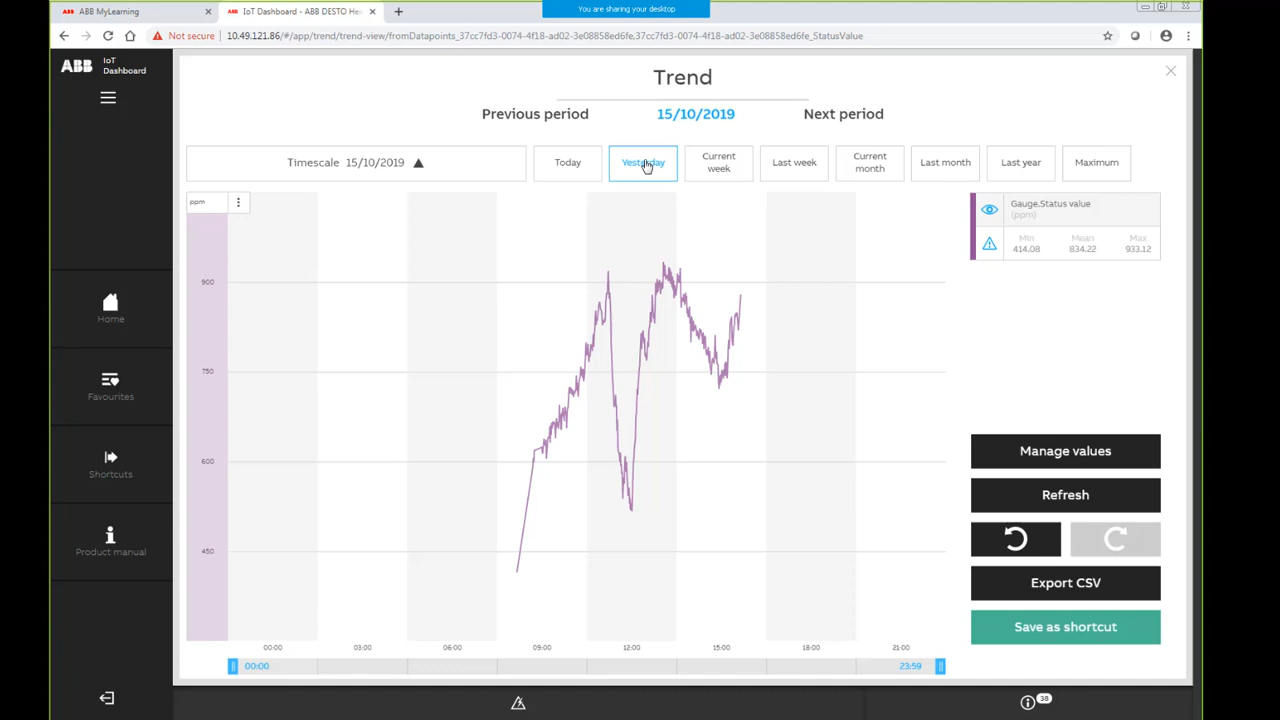 You are sharing your desktop
ABB MyLearning
IoT Dashboard - ABB DESTO He
Not secure
10.49.121.86/#/app/trend/trend-view/fromDatapoints_37cc7fd3-0074-4f18-ad02-3e08858ed6fe,37cc7fd3-0074-4f18-ad02-3e08858ed6fe_StatusValue
ABB
IoT
Dashboard
Home
Favourites
Shortcuts
Product manual
Trend
Previous period
15/10/2019
Next period
Timescale 15/10/2019
Today
Yesterday
Current
week
Last week
Current
month
Last month
Last year
Maximum
ppm
900
750
600
450
00:00
03:00
09:00
12:00
15:00
18:00
21:00
00:00
23:59
Gauge.Status value
(ppm)
Min
Mean
Max
414.08
834.22
933.12
Manage values
Refresh
Export CSV
Save as shortcut
38